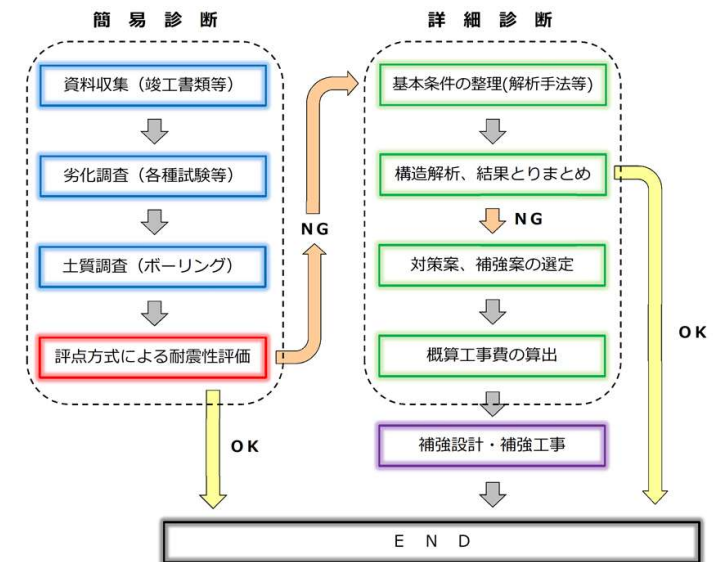 簡易診断
資料収集（竣工書類等）
劣化調査（各種試験等）
土質調査（ボーリング）
評点方式による耐震性評価
OK
NG
詳細診断
基本条件の整理(解析手法等)
構造解析、結果とりまとめ
NG
対策案、補強案の選定
概算工事費の算出
OK
補強設計・補強工事
END